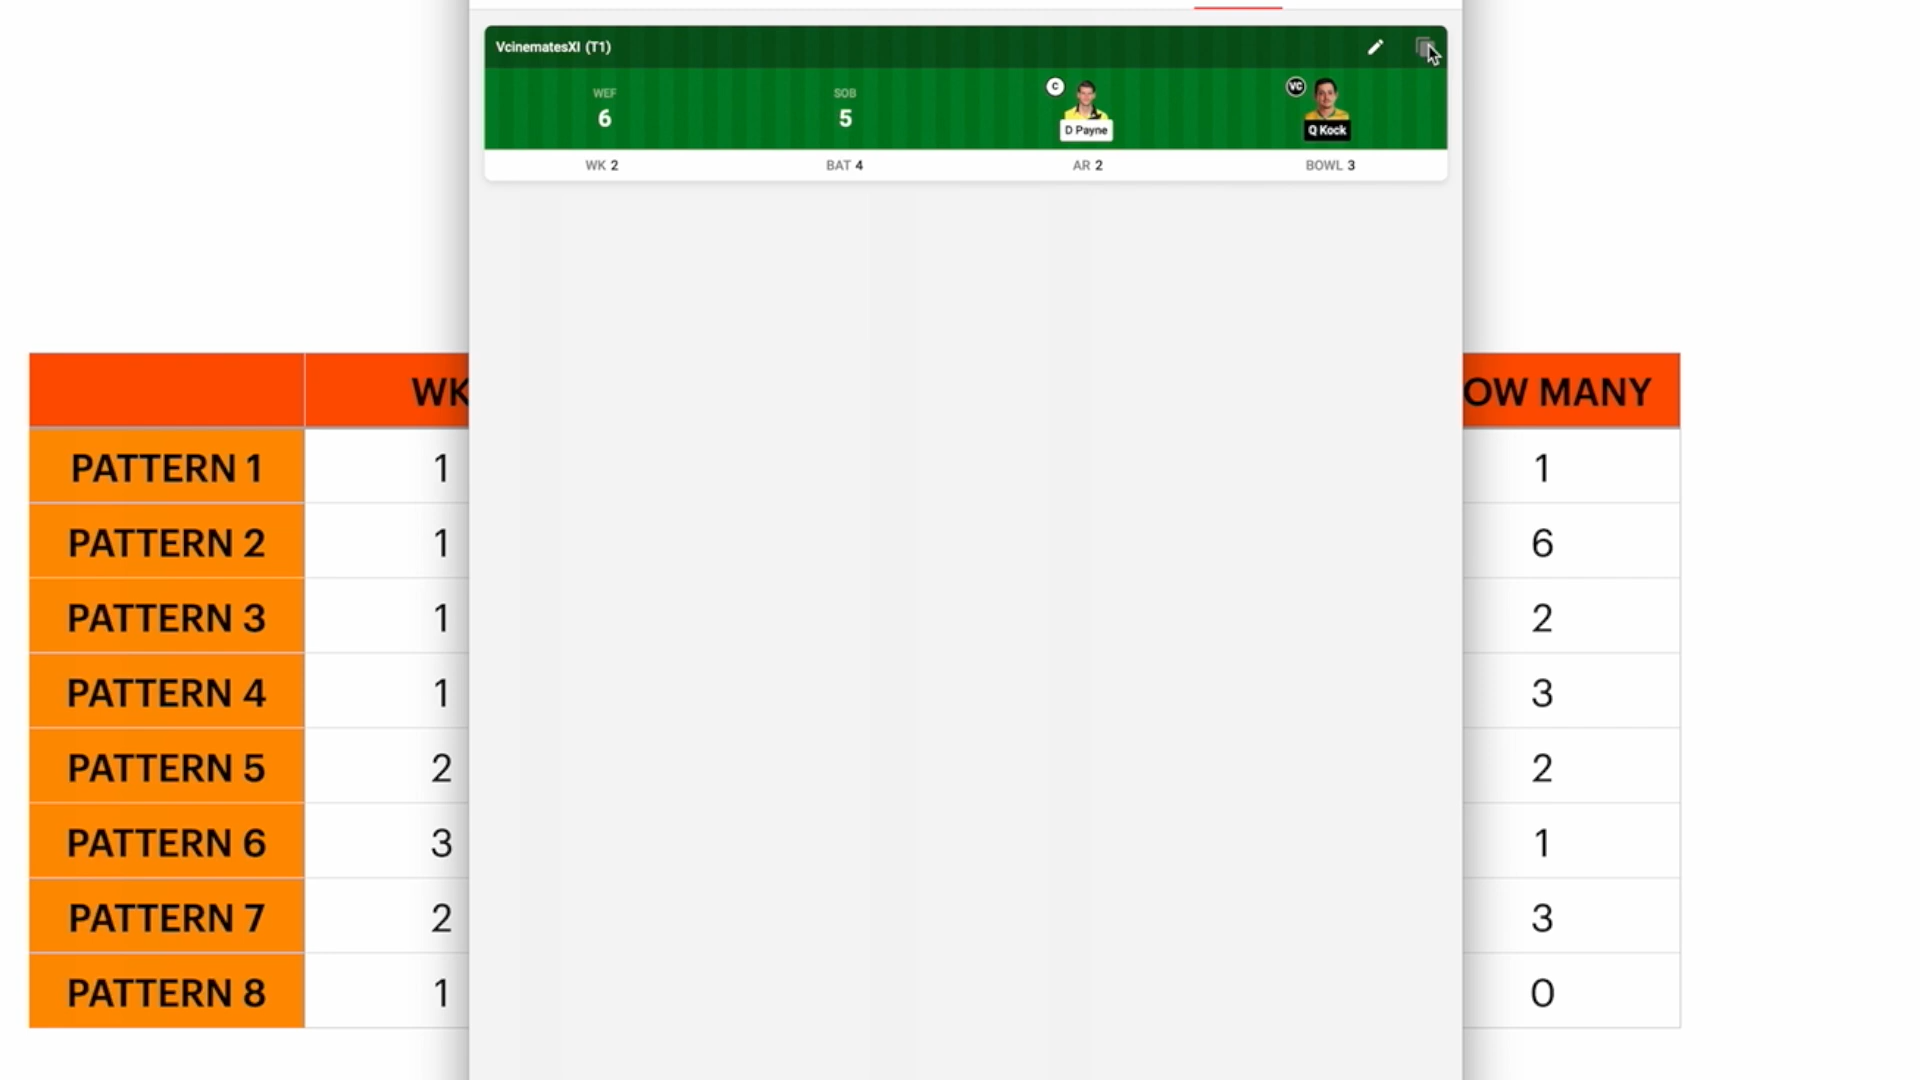 VcinematesXI (T1)
WEF
6
SOB
5
C
D Payne
VC
Q Kock
WK 2
BAT 4
AR 2
BOWL 3
WK
OW MANY
PATTERN 1
1
1
PATTERN 2
1
6
PATTERN 3
1
2
PATTERN 4
1
3
PATTERN 5
2
2
PATTERN 6
3
1
PATTERN 7
2
3
PATTERN 8
1
0